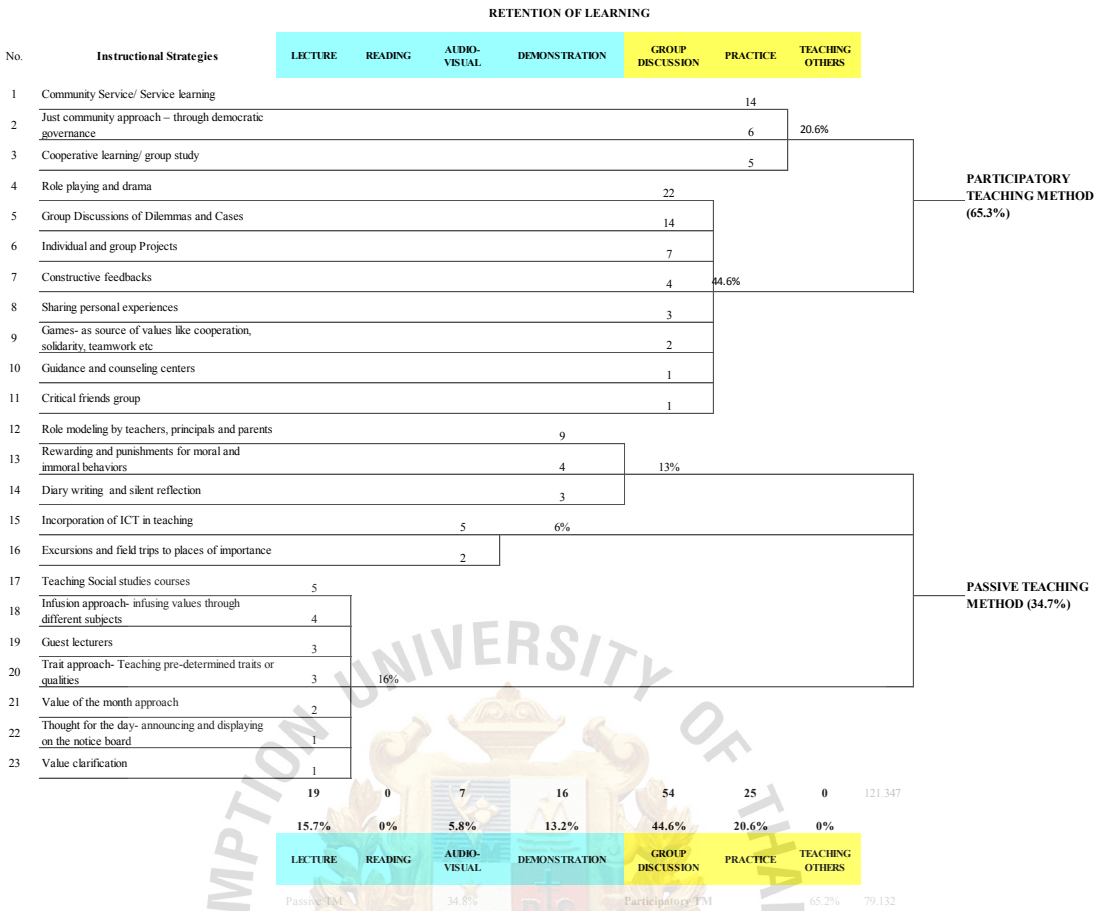 RETENTION OF LEARNING
No. Instructional Strategies LECTURE READING AUDIO-VISUAL DEMONSTRATION GROUP DISCUSSION PRACTICE TEACHING OTHERS
1 Community Service/ Service learning 14
2 Just community approach – through democratic
governance 6 20.6%
3 Cooperative learning/ group study 5
PARTICIPATORY
TEACHING METHOD
(65.3%)
4 Role playing and drama 22
5 Group Discussions of Dilemmas and Cases 14
6 Individual and group Projects 7
7 Constructive feedbacks 4 44.6%
8 Sharing personal experiences 3
9 Games- as source of values like cooperation,
solidarity, teamwork etc 2
10 Guidance and counseling centers 1
11 Critical friends group 1
12 Role modeling by teachers, principals and parents 9
13 Rewarding and punishments for moral and
immoral behaviors 4 13%
14 Diary writing and silent reflection 3
15 Incorporation of ICT in teaching 5 6%
16 Excursions and field trips to places of importance 2
17 Teaching Social studies courses 5
PASSIVE TEACHING
METHOD (34.7%)
18 Infusion approach- infusing values through
different subjects 4
19 Guest lecturers 3
20 Trait approach- Teaching pre-determined traits or
qualities 3 16%
21 Value of the month approach 2
22 Thought for the day- announcing and displaying
on the notice board 1
23 Value clarification 1
19 0 7 16 54 25 0 121.347
15.7% 0% 5.8% 13.2% 44.6% 20.6% 0%
LECTURE READING AUDIO-VISUAL DEMONSTRATION GROUP DISCUSSION PRACTICE TEACHING OTHERS
Passive TM 34.8% Participatory TM 65.2% 79.132
UNIVERSITY OF